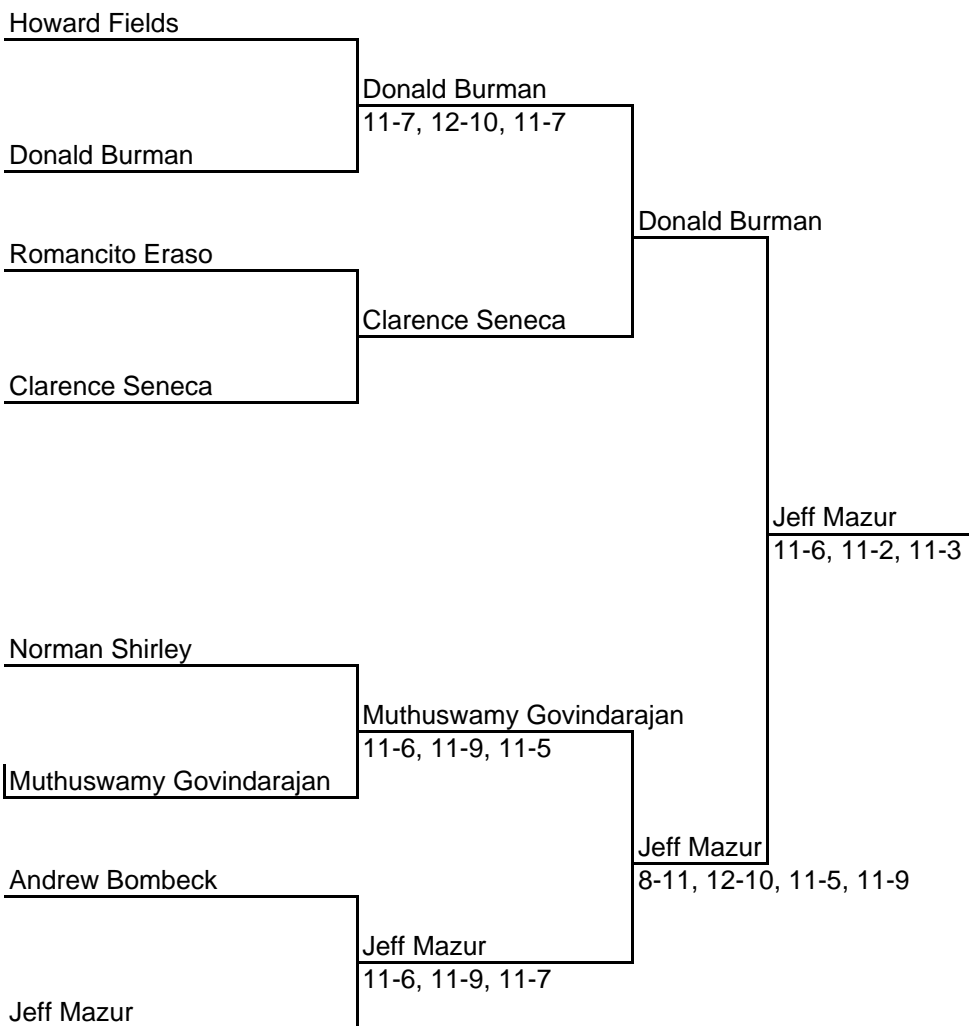 Howard Fields
Donald Burman
11-7, 12-10, 11-7
Donald Burman
Donald Burman
Romancito Eraso
Clarence Seneca
Clarence Seneca
Jeff Mazur
11-6, 11-2, 11-3
Norman Shirley
Muthuswamy Govindarajan
11-6, 11-9, 11-5
Muthuswamy Govindarajan
Jeff Mazur
8-11, 12-10, 11-5, 11-9
Andrew Bombeck
Jeff Mazur
11-6, 11-9, 11-7
Jeff Mazur